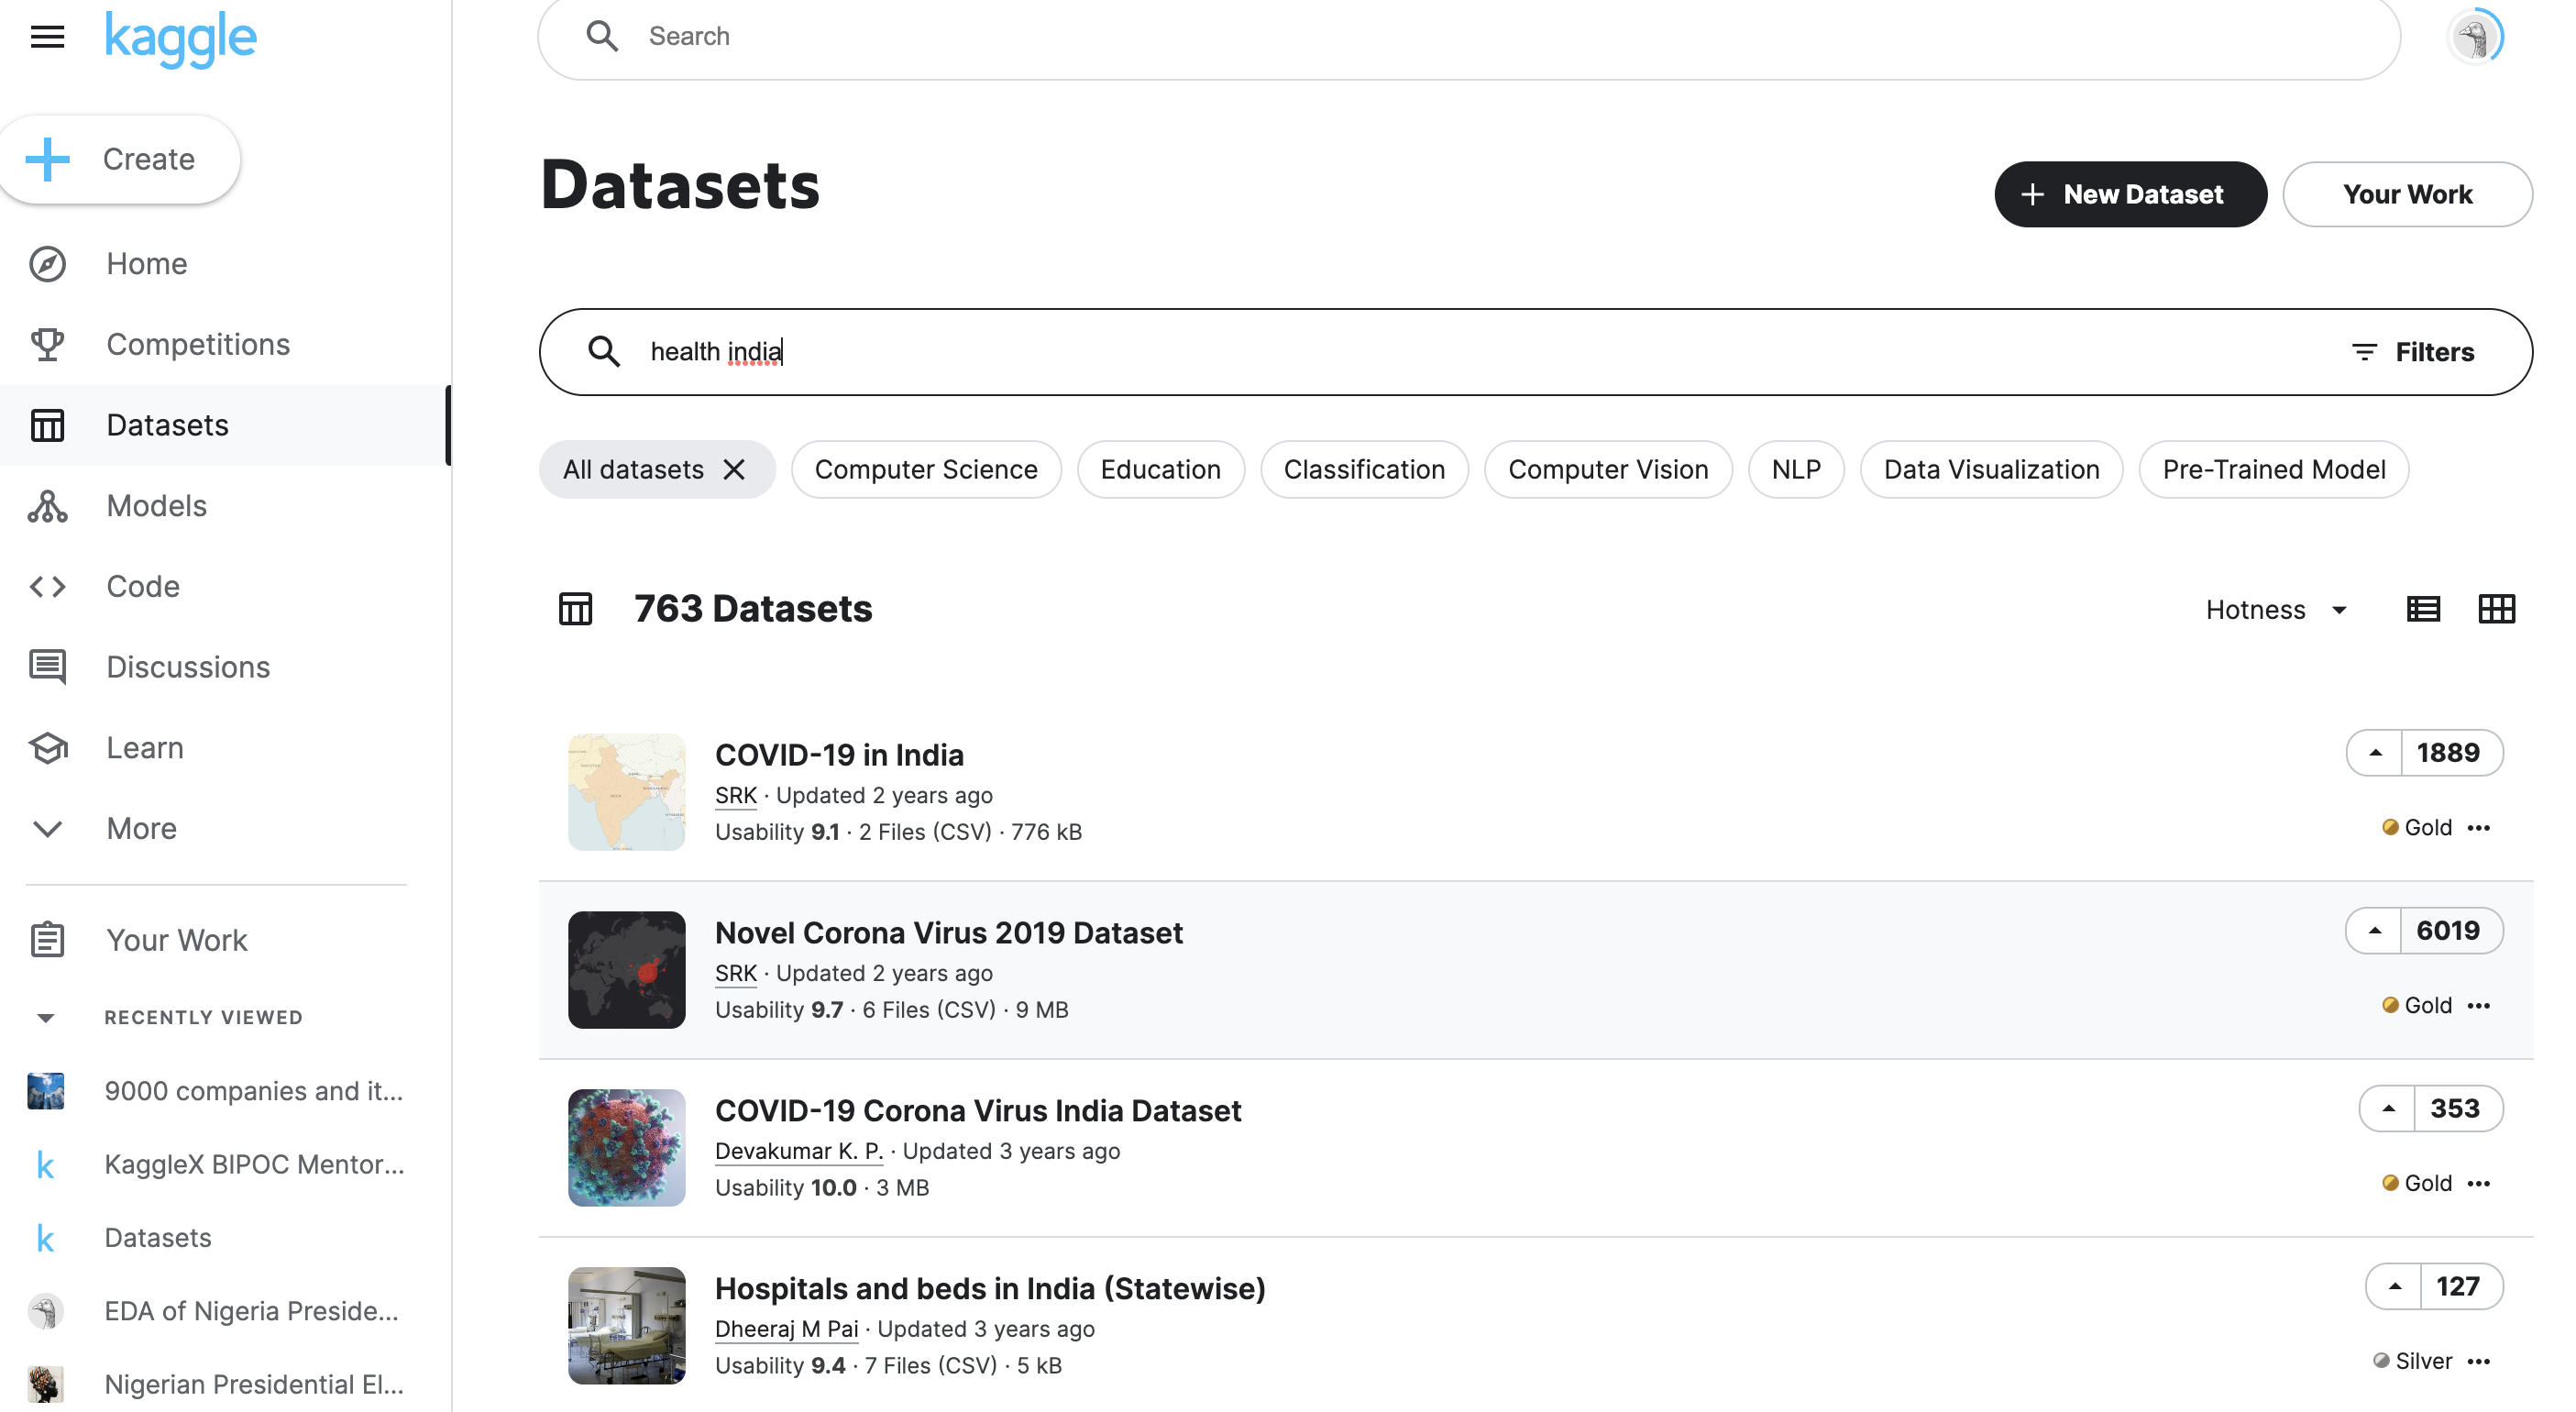 kaggle
Search
Create
Home
Competitions
Datasets
Models
Code
Discussions
Learn
More
Your Work
RECENTLY VIEWED
9000 companies and it...
KaggleX BIPOC Mentor...
Datasets
EDA of Nigeria Preside...
Nigerian Presidential El...
Datasets
New Dataset
Your Work
health india
Filters
All datasets
Computer Science
Education
Classification
Computer Vision
NLP
Data Visualization
Pre-Trained Model
763 Datasets
Hotness
COVID-19 in India
SRK · Updated 2 years ago
Usability 9.1 · 2 Files (CSV) · 776 kB
1889
Gold
Novel Corona Virus 2019 Dataset
SRK · Updated 2 years ago
Usability 9.7 · 6 Files (CSV) · 9 MB
6019
Gold
COVID-19 Corona Virus India Dataset
Devakumar K. P. · Updated 3 years ago
Usability 10.0 · 3 MB
353
Gold
Hospitals and beds in India (Statewise)
Dheeraj M Pai · Updated 3 years ago
Usability 9.4 · 7 Files (CSV) · 5 kB
127
Silver